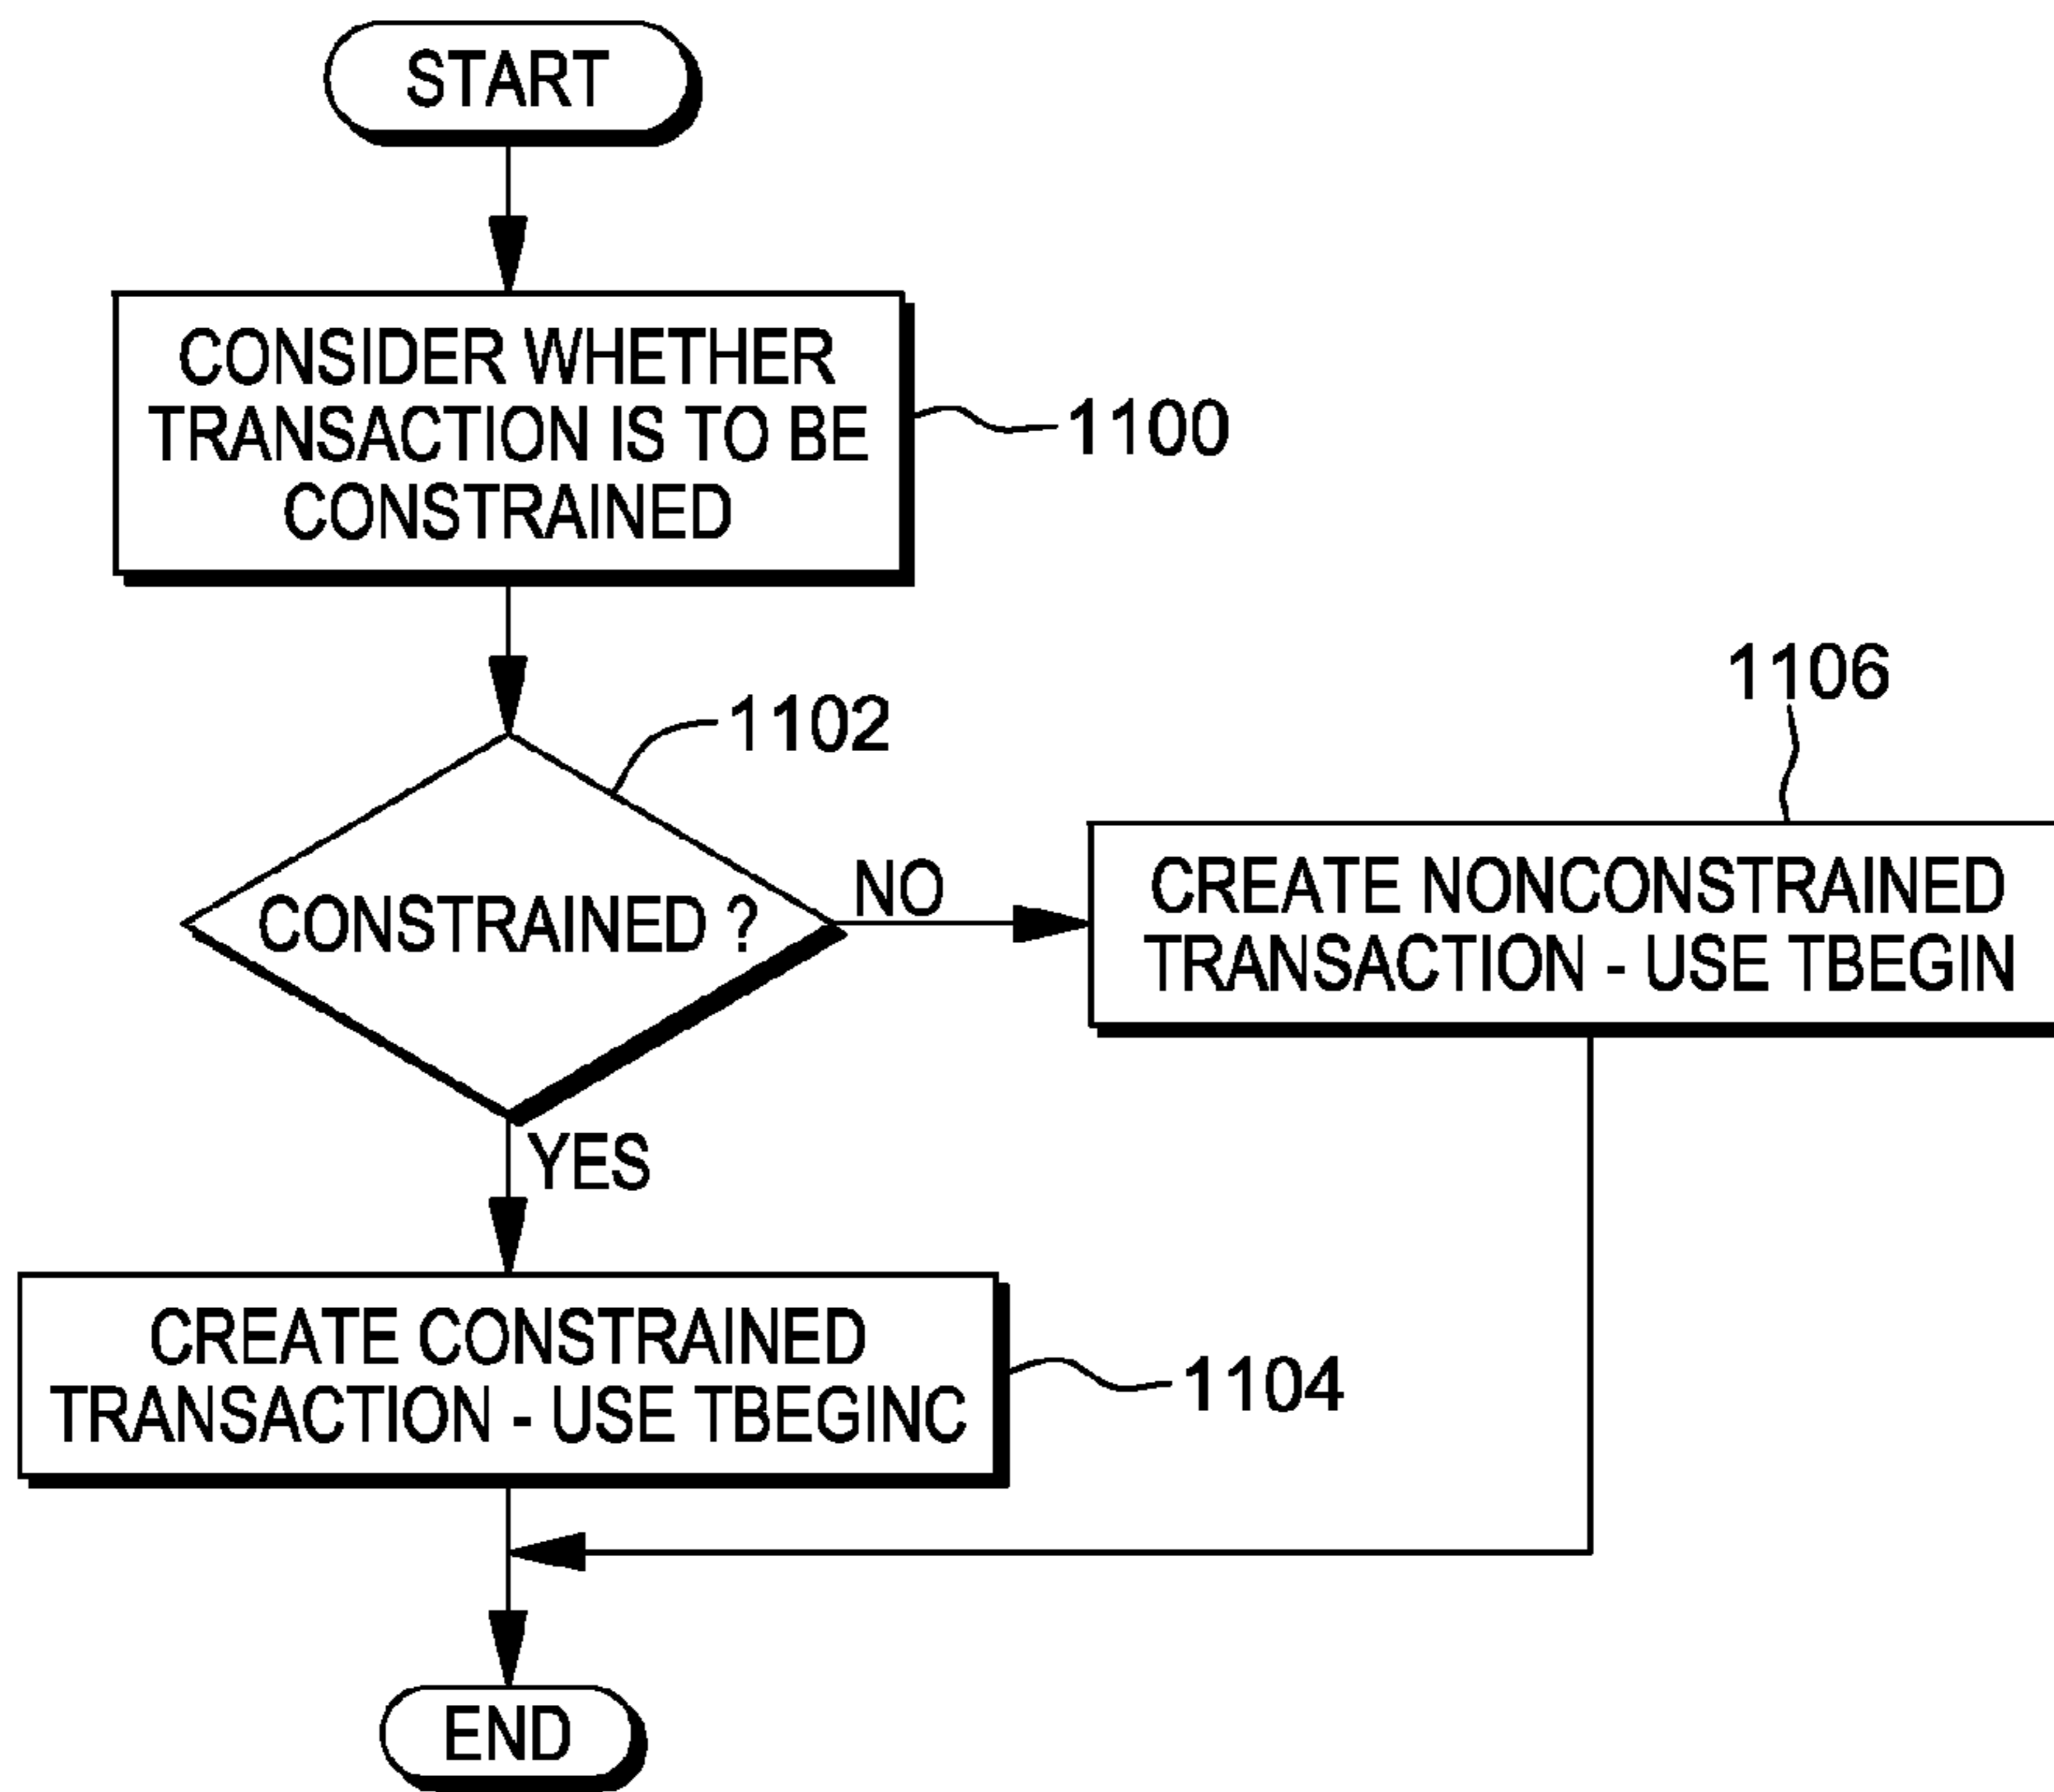 START
CONSIDER WHETHER
TRANSACTION IS TO BE
CONSTRAINED
1100
1102
CONSTRAINED ?
NO
1106
CREATE NONCONSTRAINED
TRANSACTION - USE TBEGIN
YES
CREATE CONSTRAINED
TRANSACTION - USE TBEGINC
1104
END